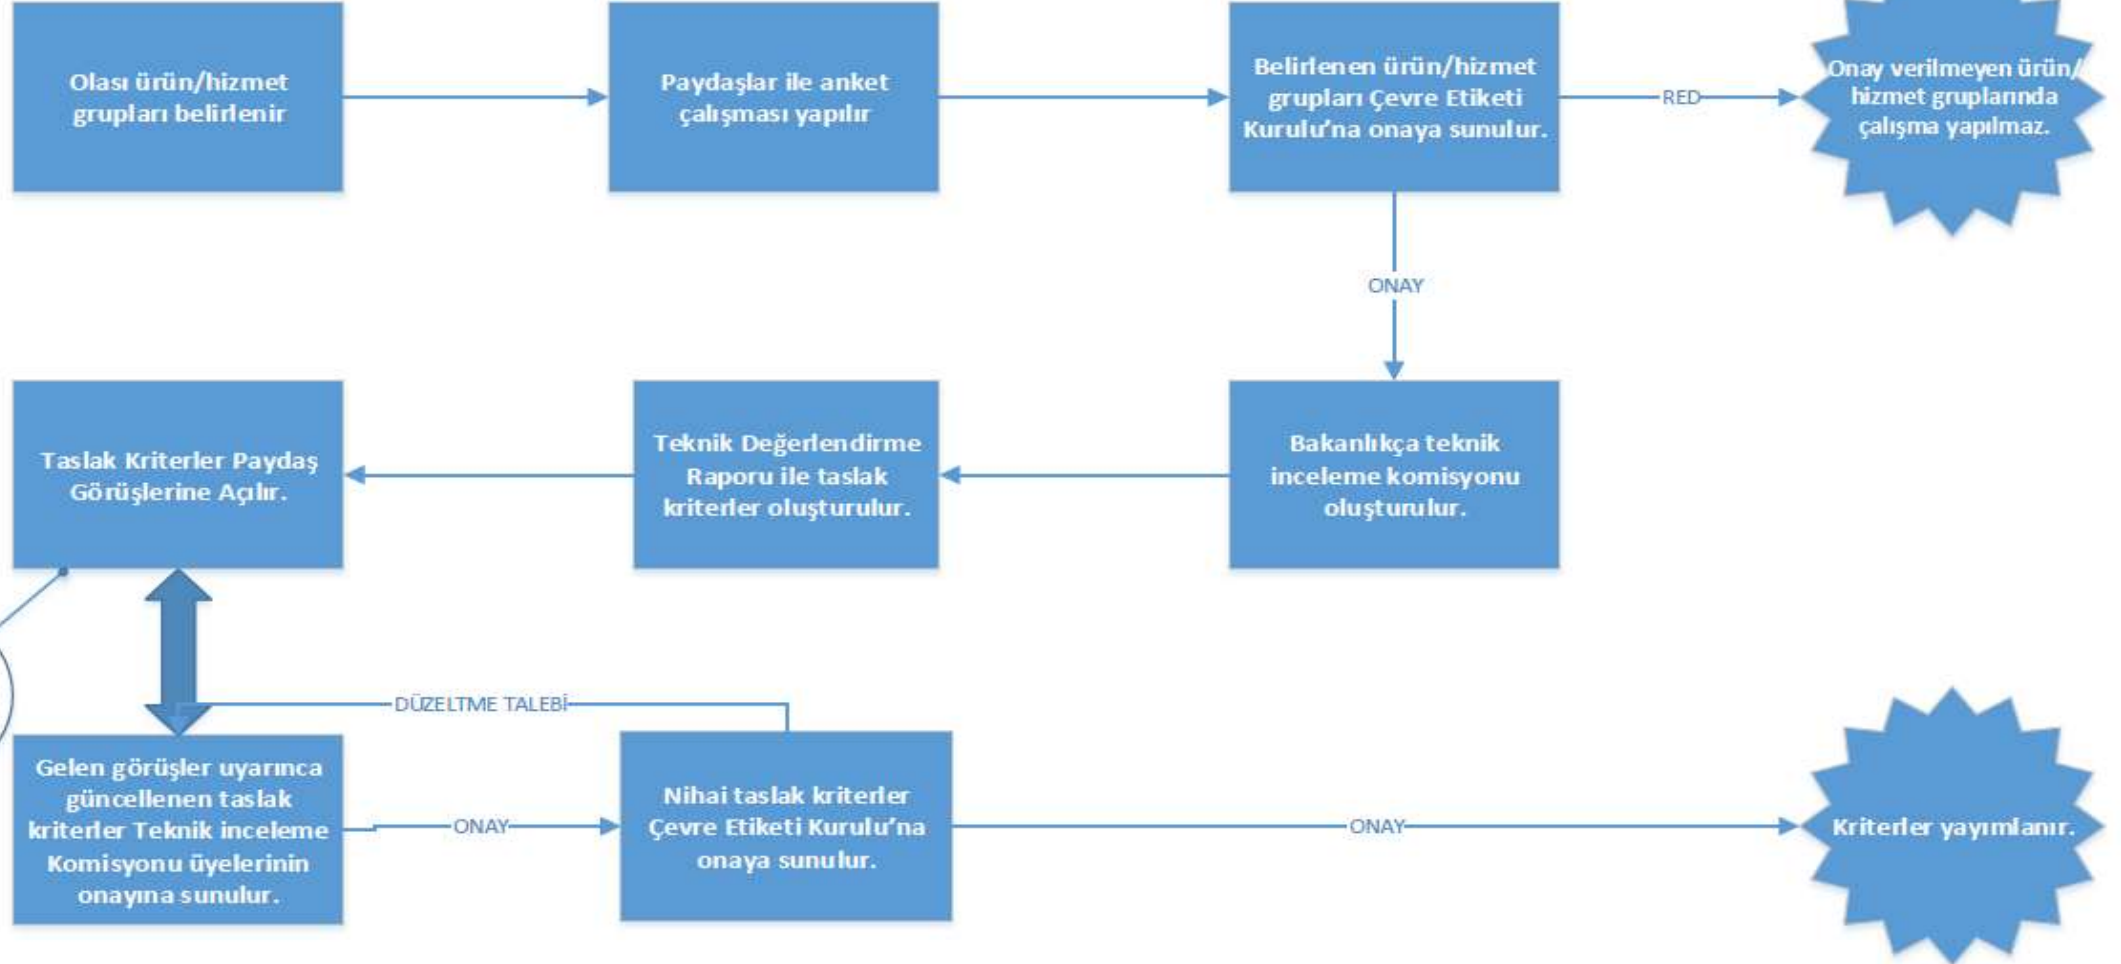 Olası ürün/hizmet
grupları belirlenir
Paydaşlar ile anket
çalışması yapılır
Belirlenen ürün/hizmet
grupları Çevre Etiketi
Kurulu’na onaya sunulur.
RED
Onay verilmeyen ürün/
hizmet gruplarında
çalışma yapılmaz.
ONAY
Bakanlıkça teknik
inceleme komisyonu
oluşturulur.
Teknik Değerlendirme
Raporu ile taslak
kriterler oluşturulur.
Taslak Kriterler Paydaş
Görüşlerine Açılır.
DÜZELTME TALEBİ
Gelen görüşler uyarınca
güncellenen taslak
kriterler Teknik inceleme
Komisyonu üyelerinin
onayına sunulur.
ONAY
Nihai taslak kriterler
Çevre Etiketi Kurulu’na
onaya sunulur.
ONAY
Kriterler yayımlanır.